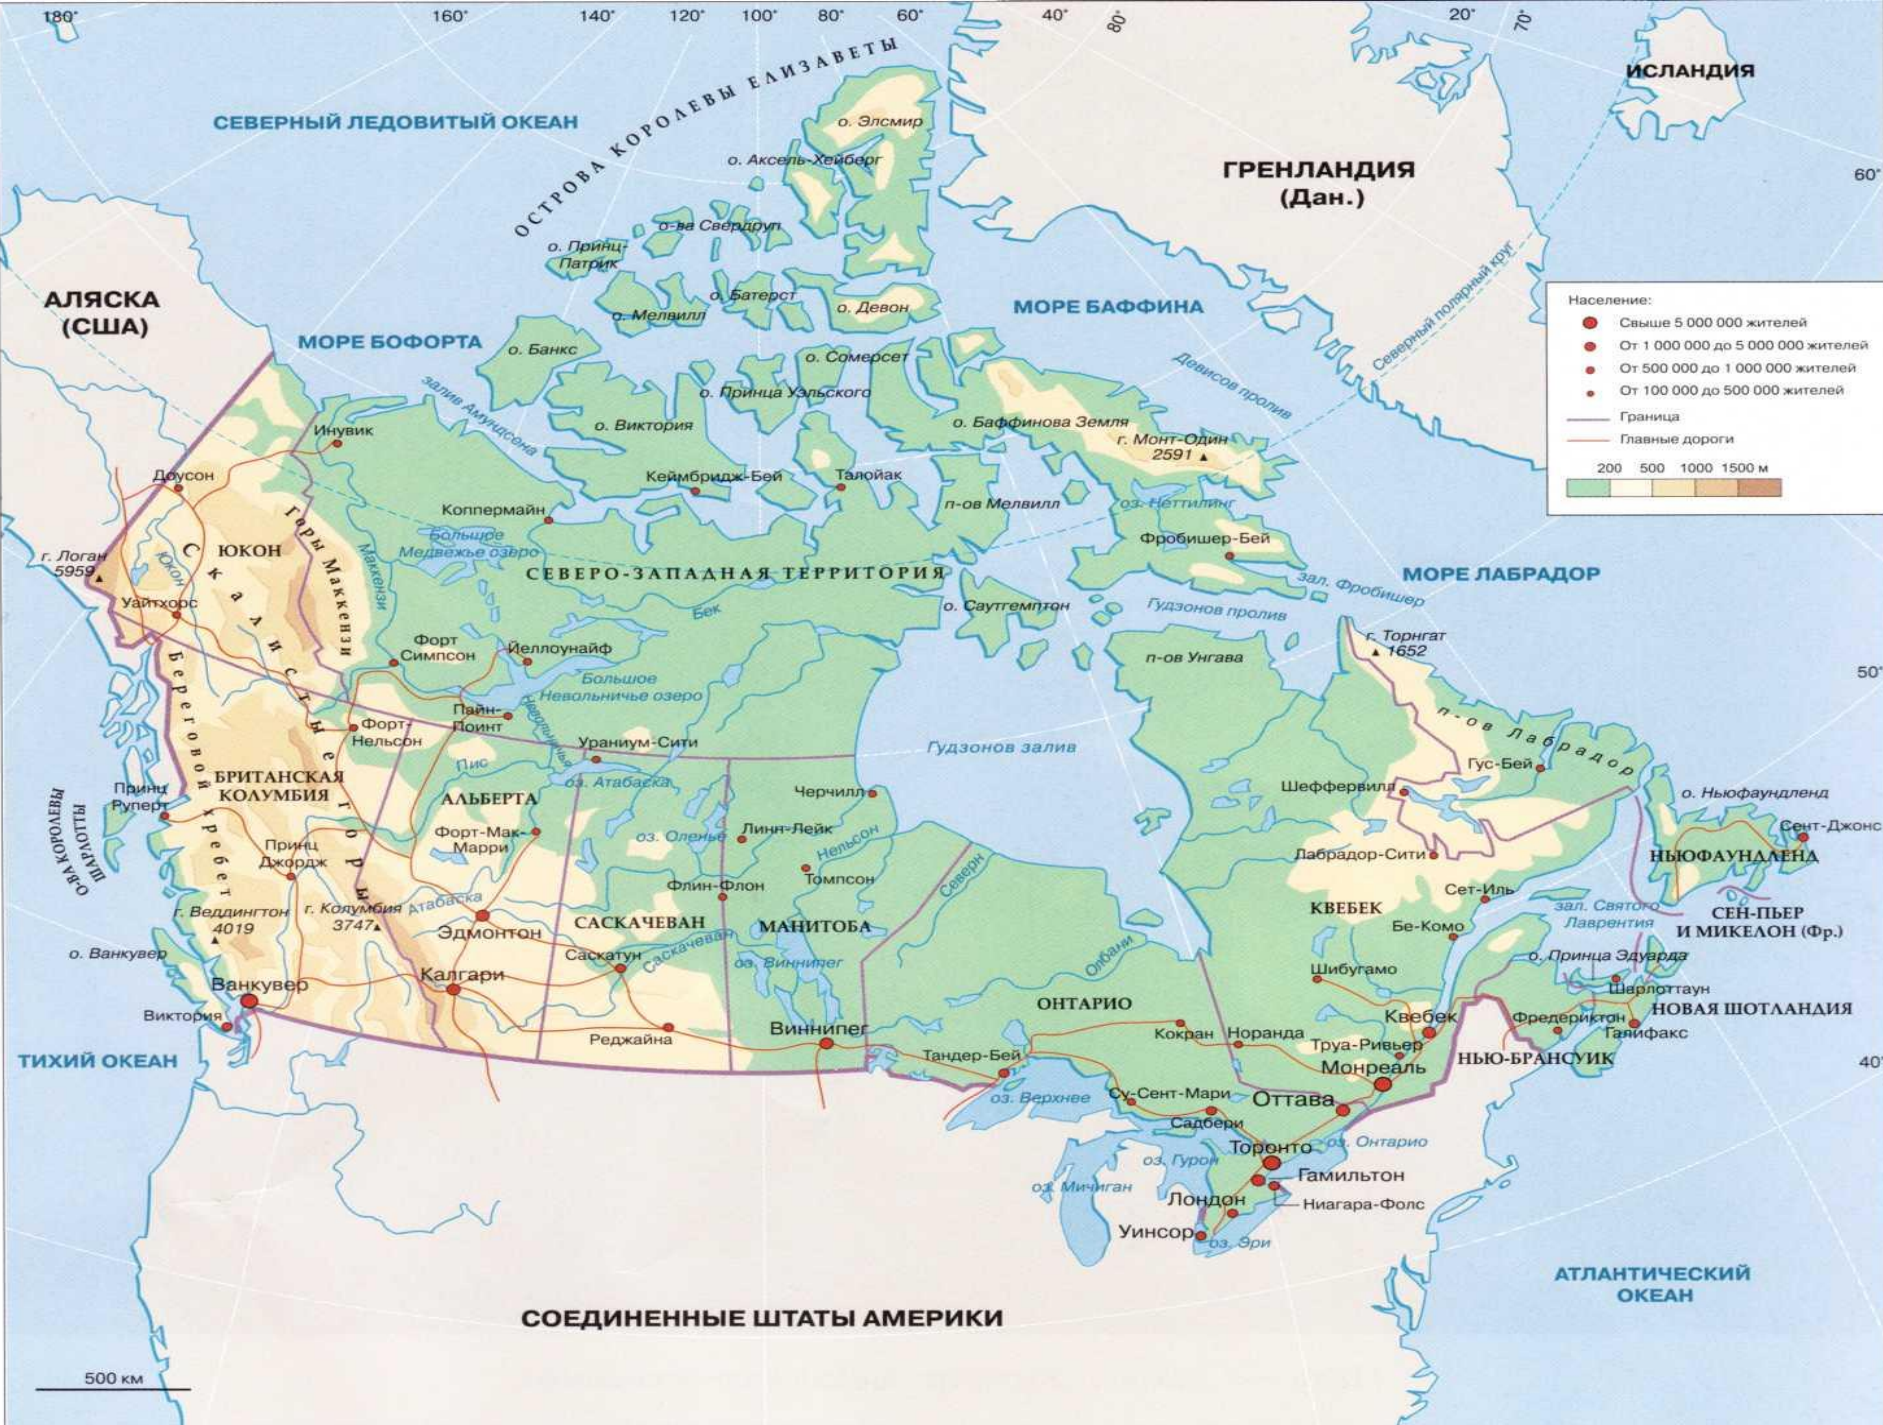 180°
160°
140°
120°
100°
80°
60°
40°
80°
20°
70°
ИСЛАНДИЯ
СЕВЕРНЫЙ ЛЕДОВИТЫЙ ОКЕАН
ОСТРОВА КОРОЛЕВЫ ЕЛИЗАВЕТЫ
о. Элсмир
о. Аксель-Хейберг
ГРЕНЛАНДИЯ
(Дан.)
60°
о-ва Свердруп
о. Принц-
Патрик
Северный полярный круг
АЛЯСКА
(США)
о. Батерст
о. Мелвилл
о. Девон
МОРЕ БАФФИНА
МОРЕ БОФОРТА
о. Банкс
о. Сомерсет
Девисов пролив
залив Амундсена
о. Принца Уэльского
о. Виктория
о. Баффинова Земля
г. Монт-Один
2591
Население:
Свыше 5 000 000 жителей
От 1 000 000 до 5 000 000 жителей
От 500 000 до 1 000 000 жителей
От 100 000 до 500 000 жителей
Граница
Главные дороги
200 500 1000 1500 м
Инувик
Доусон
Кеймбридж-Бей
Талойак
Коппермайн
п-ов Мелвилл
оз. Неттилинг
Горы Маккензи
Большое
Медвежье озеро
Фробишер-Бей
ЮКОН
Юкон
Скалистые горы
Маккензи
г. Логан
5959
СЕВЕРО-ЗАПАДНАЯ ТЕРРИТОРИЯ
МОРЕ ЛАБРАДОР
зал. Фробишер
Уайтхорс
Бек
о. Саутгемптон
Гудзонов пролив
г. Торнгат
1652
Форт
Симпсон
Йеллоунайф
п-ов Унгава
50°
Береговой хребет
Большое
Невольничье озеро
Невольничья
Пайн-
Поинт
Форт-
Нельсон
п-ов Лабрадор
Ураниум-Сити
Гудзонов залив
Пис
Гус-Бей
БРИТАНСКАЯ
КОЛУМБИЯ
оз. Атабаска
Шеффервилл
Принц
Руперт
АЛЬБЕРТА
Черчилл
о. Ньюфаундленд
О-ВА КОРОЛЕВЫ
ШАРЛОТТЫ
Форт-Мак-
Марри
оз. Оленье
Линн-Лейк
Нельсон
Сент-Джонс
Принц
Джордж
Лабрадор-Сити
НЬЮФАУНДЛЕНД
Северн
Флин-Флон
Томпсон
Сет-Иль
г. Веддингтон
4019
г. Колумбия
3747
Атабаска
Эдмонтон
САСКАЧЕВАН
МАНИТОБА
КВЕБЕК
Бе-Комо
зал. Святого
Лаврентия
СЕН-ПЬЕР
И МИКЕЛОН (Фр.)
о. Ванкувер
Саскатун
Саскачеван
оз. Виннипег
Олбани
о. Принца Эдуарда
Ванкувер
Калгари
Шибугамо
Шарлоттаун
Виктория
ОНТАРИО
НОВАЯ ШОТЛАНДИЯ
Реджайна
Виннипег
Кокран
Норанда
Квебек
Фредериктон
Галифакс
Труа-Ривьер
ТИХИЙ ОКЕАН
Тандер-Бей
Монреаль
НЬЮ-БРАНСУИК
40°
оз. Верхнее
Су-Сент-Мари
Оттава
Садбери
Торонто
оз. Онтарио
оз. Гурон
Гамильтон
оз. Мичиган
Лондон
Ниагара-Фолс
Уинсор
оз. Эри
АТЛАНТИЧЕСКИЙ
ОКЕАН
СОЕДИНЕННЫЕ ШТАТЫ АМЕРИКИ
500 км